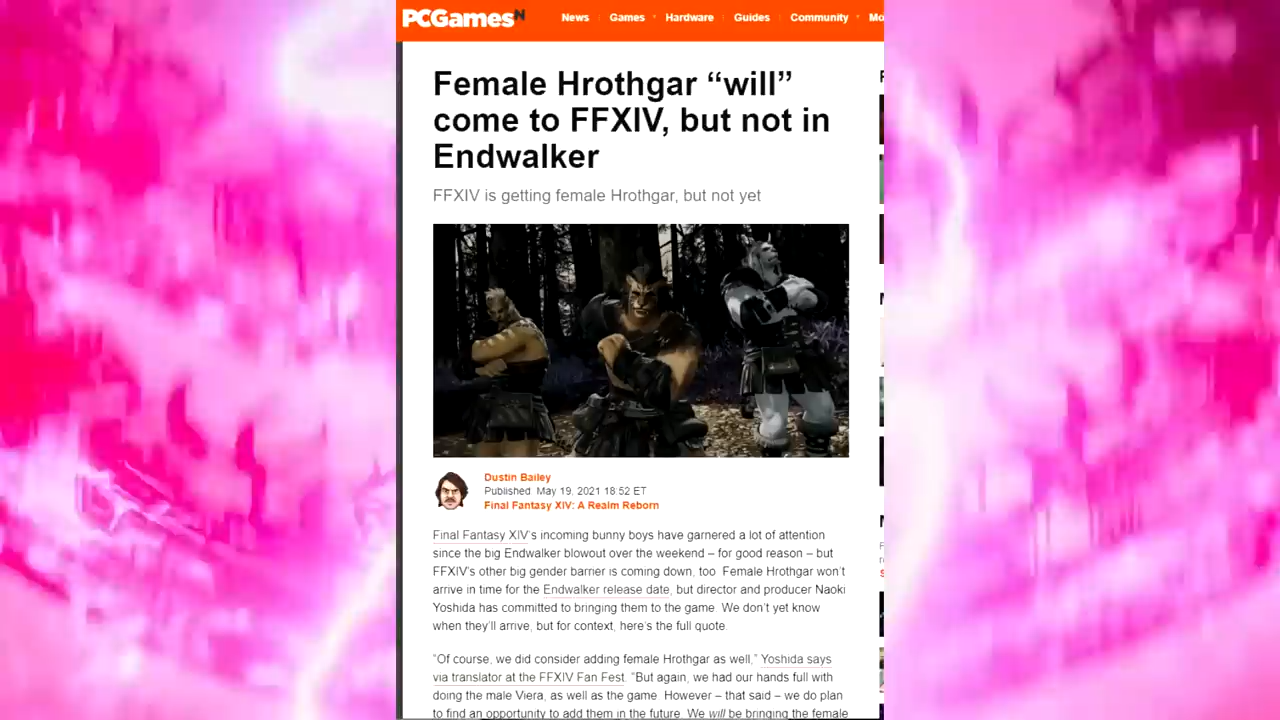 PCGamesN
News Games Hardware Guides Community Mo
Female Hrothgar “will”
come to FFXIV, but not in
Endwalker
FFXIV is getting female Hrothgar, but not yet
Dustin Bailey
Published May 19, 2021 18:52 ET
Final Fantasy XIV: A Realm Reborn
Final Fantasy XIV’s incoming bunny boys have garnered a lot of attention
since the big Endwalker blowout over the weekend – for good reason – but
FFXIV’s other big gender barrier is coming down, too. Female Hrothgar won’t
arrive in time for the Endwalker release date, but director and producer Naoki
Yoshida has committed to bringing them to the game. We don’t yet know
when they’ll arrive, but for context, here’s the full quote.
“Of course, we did consider adding female Hrothgar as well,” Yoshida says
via translator at the FFXIV Fan Fest. “But again, we had our hands full with
doing the male Viera, as well as the game. However – that said – we do plan
to find an opportunity to add them in the future. We will be bringing the female